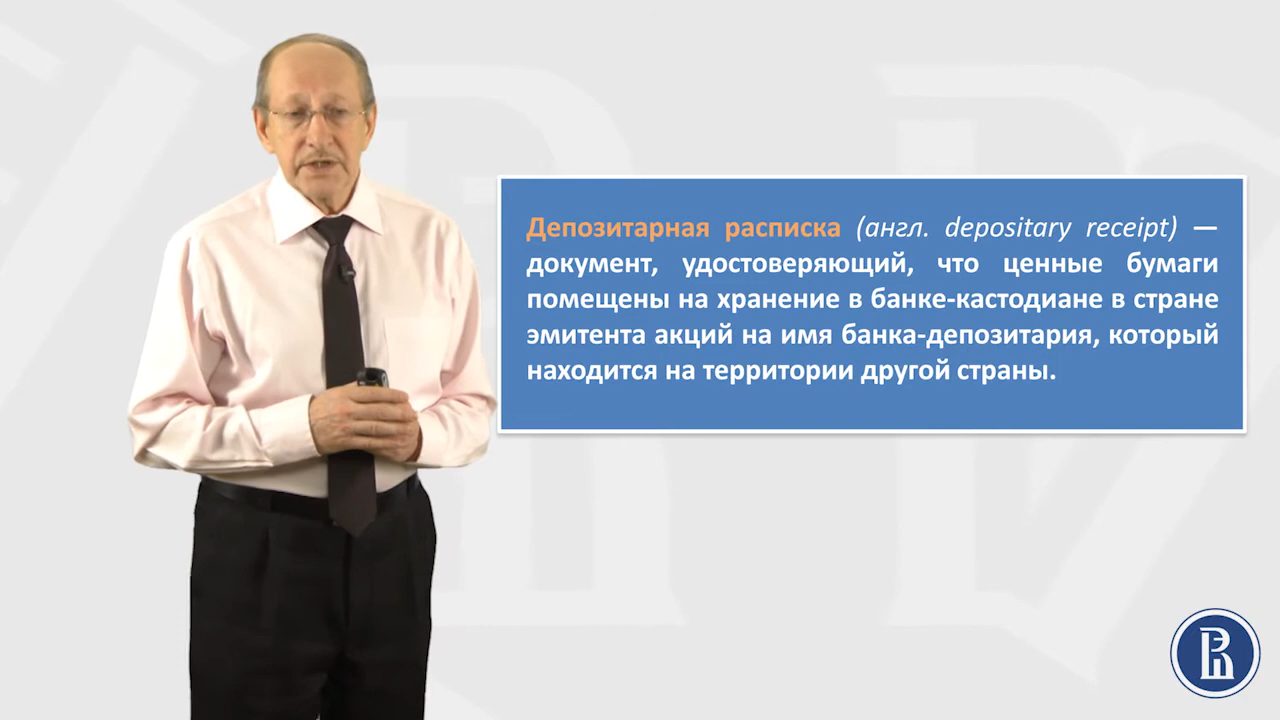 Депозитарная расписка (англ. depositary receipt) —
документ, удостоверяющий, что ценные бумаги
помещены на хранение в банке-кастодиане в стране
эмитента акций на имя банка-депозитария, который
находится на территории другой страны.